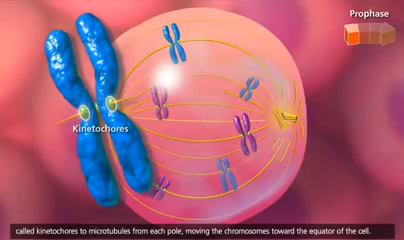 Prophase
Kinetochores
called kinetochores to microtubules from each pole, moving the chromosomes toward the equator of the cell.